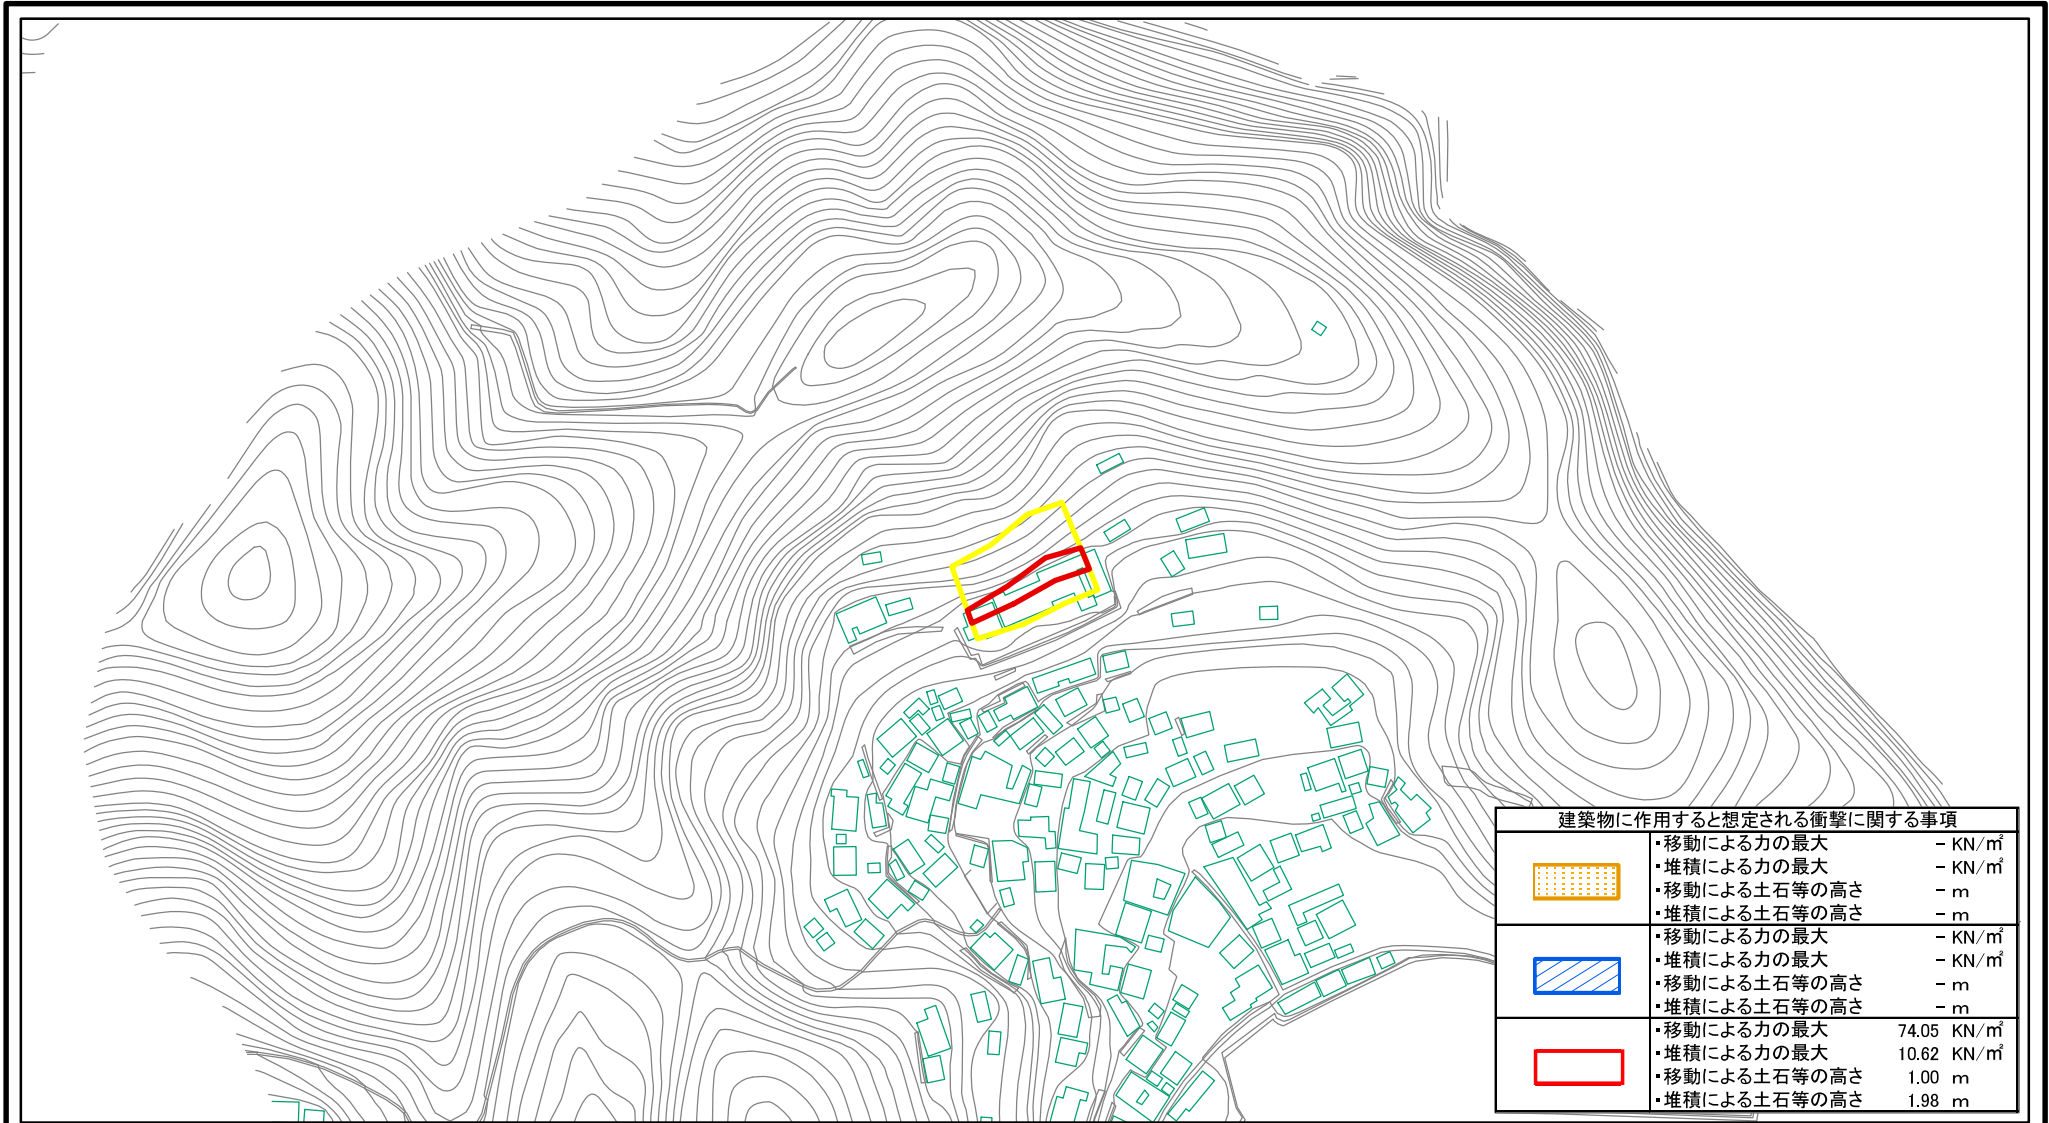 建築物に作用すると想定される衝撃に関する事項
・移動による力の最大 － KN/㎡
・堆積による力の最大 － KN/㎡
・移動による土石等の高さ － m
・堆積による土石等の高さ － m
・移動による力の最大 － KN/㎡
・堆積による力の最大 － KN/㎡
・移動による土石等の高さ － m
・堆積による土石等の高さ － m
・移動による力の最大 74.05 KN/㎡
・堆積による力の最大 10.62 KN/㎡
・移動による土石等の高さ 1.00 m
・堆積による土石等の高さ 1.98 m